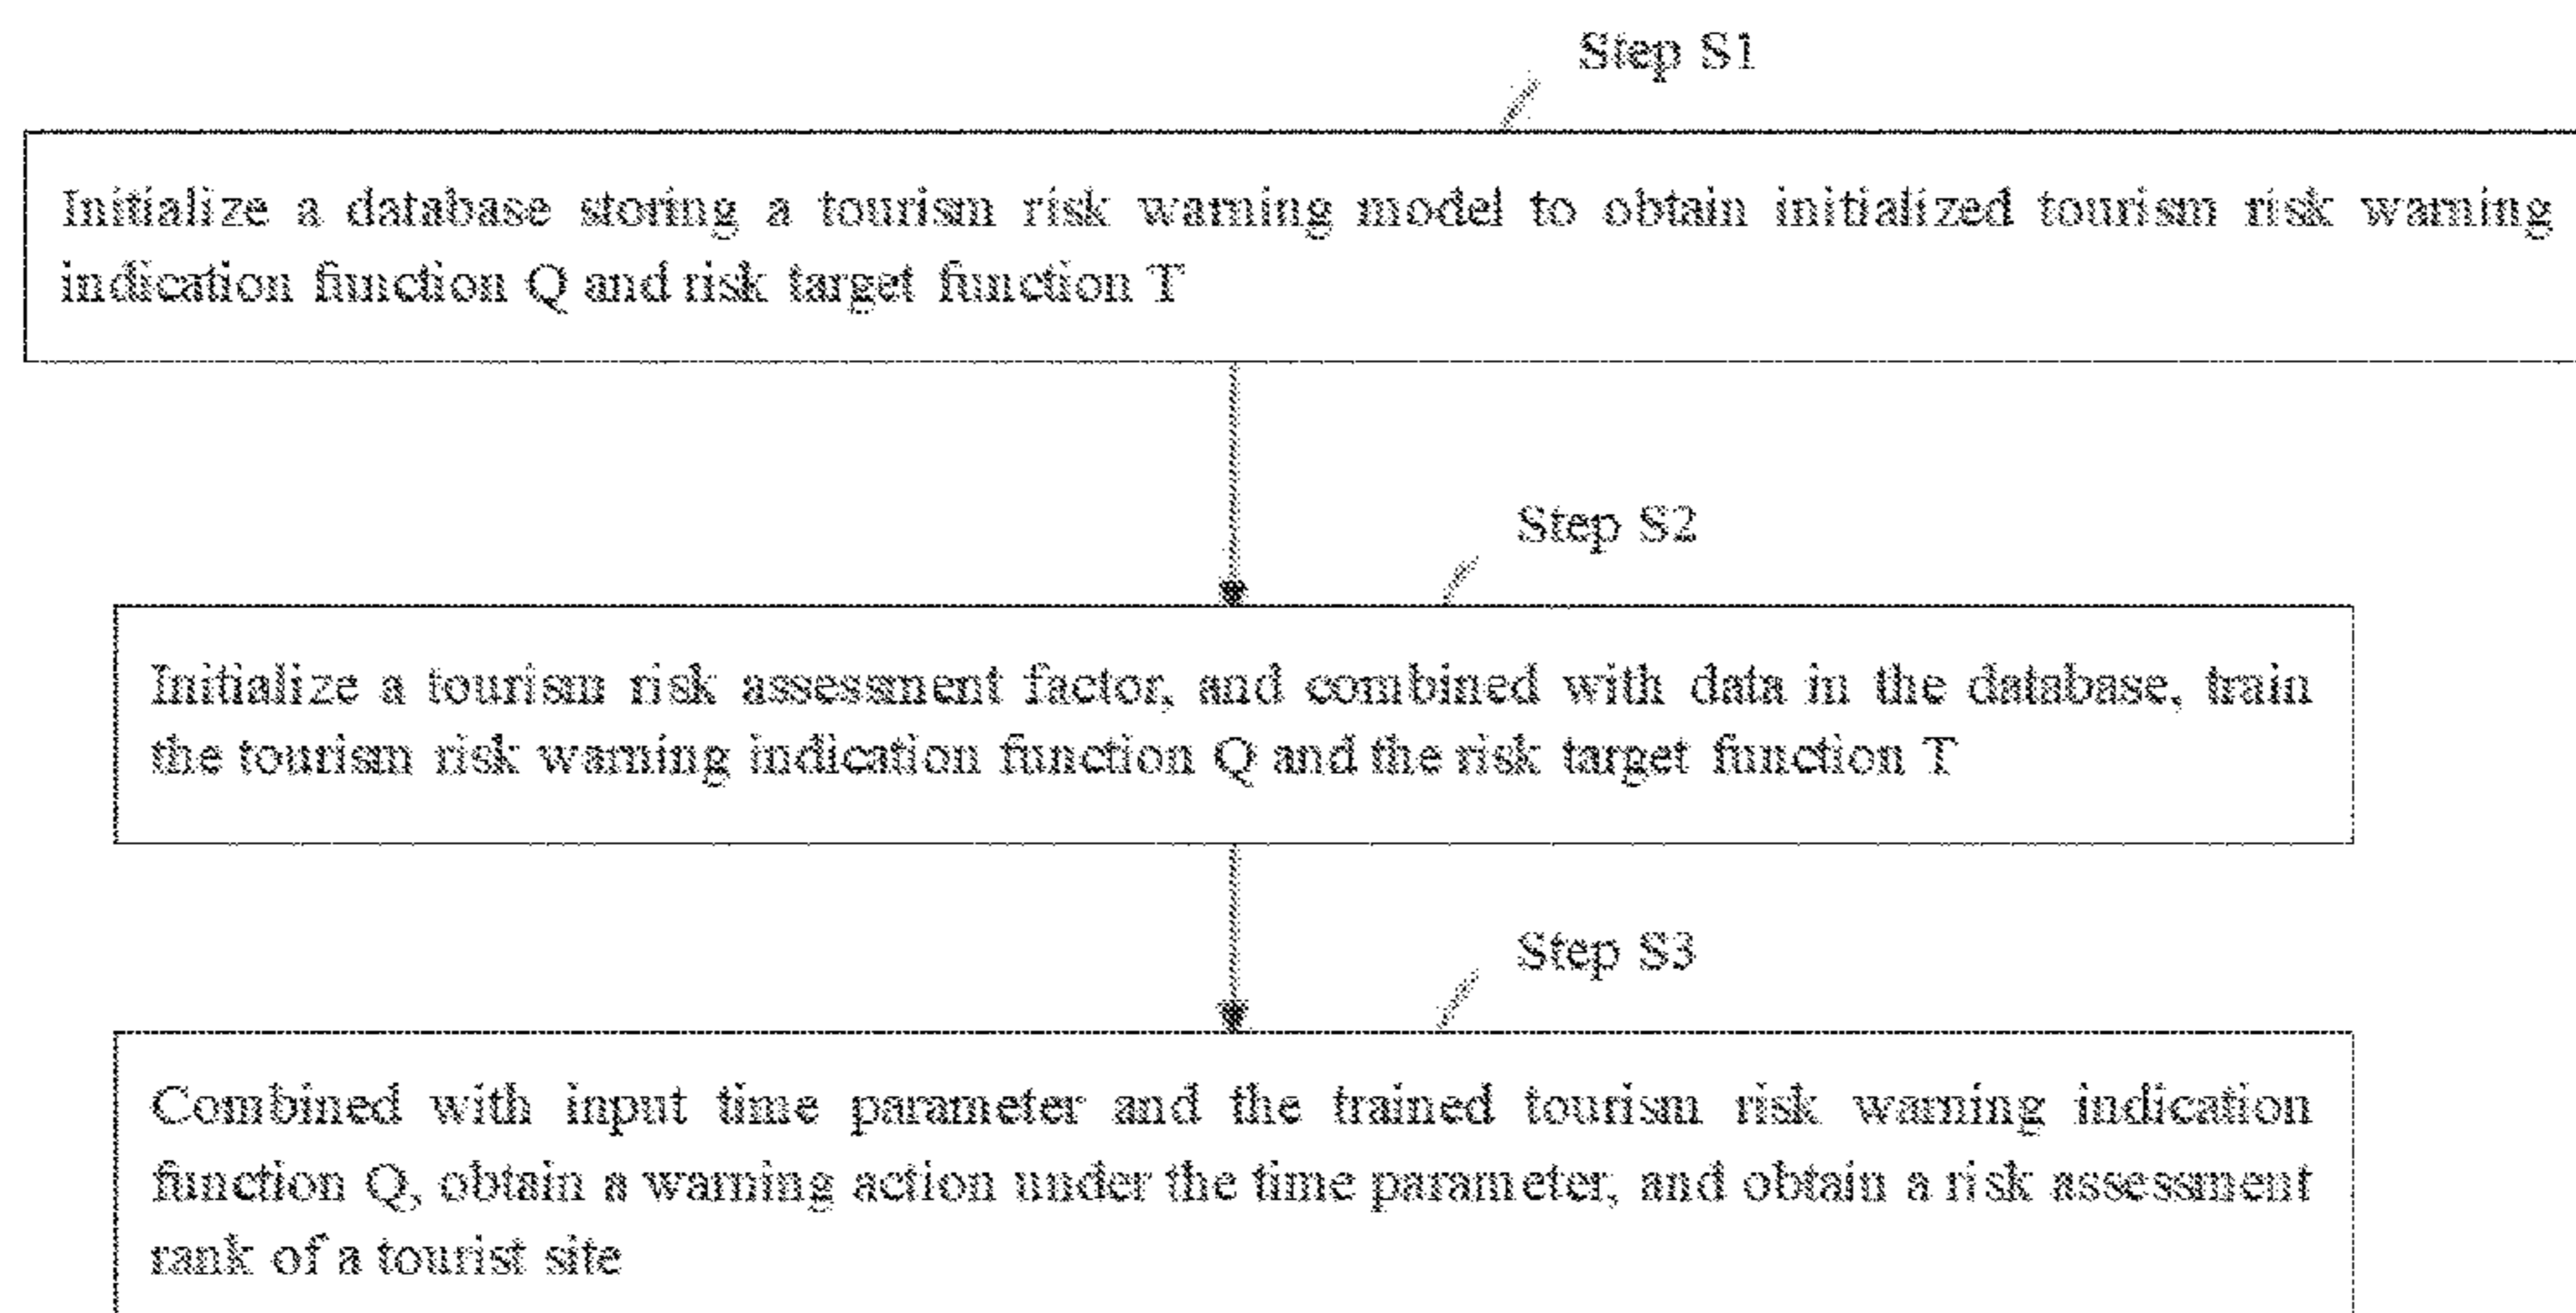 Step S1
Initialize a database storing a tourism risk warning model to obtain initialized tourism risk warning
indication function Q and risk target function T
Step S2
Initialize a tourism risk assessment factor, and combined with data in the database, train
the tourism risk warning indication function Q and the risk target function T
Step S3
Combined with input time parameter and the trained tourism risk warning indication
function Q, obtain a warning action under the time parameter, and obtain a risk assessment
rank of a tourist site